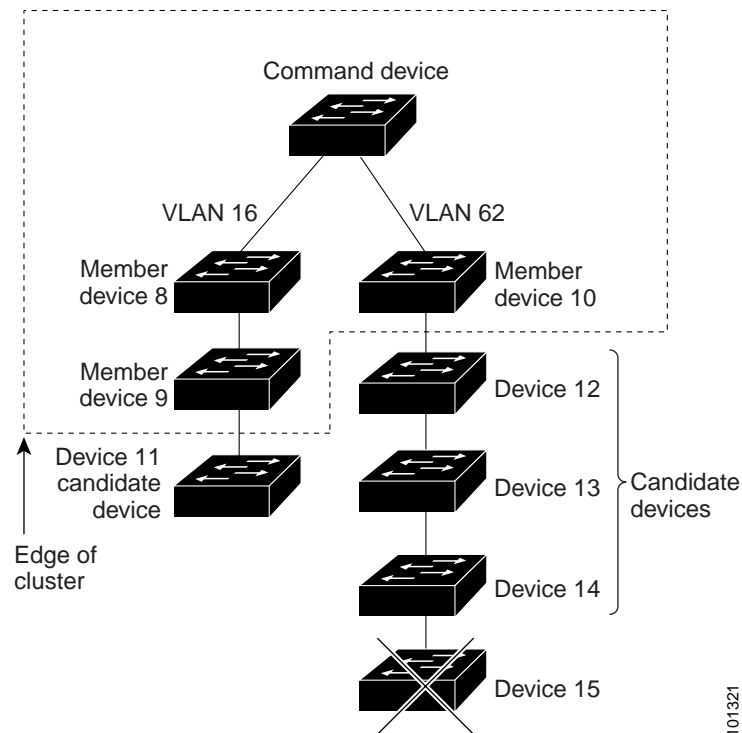 Command device
VLAN 16
VLAN 62
Member
device 8
Member
device 10
Member
device 9
Device 12
Device 11
candidate
device
Device 13
Candidate
devices
Edge of
cluster
Device 14
Device 15
101321